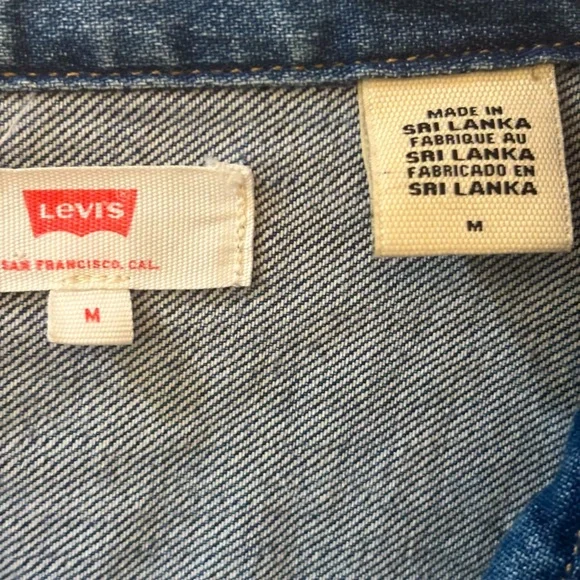 Levi's
SAN FRANCISCO, CAL.
M
MADE IN
SRI LANKA
FABRIQUE AU
SRI LANKA
FABRICADO EN
SRI LANKA
M